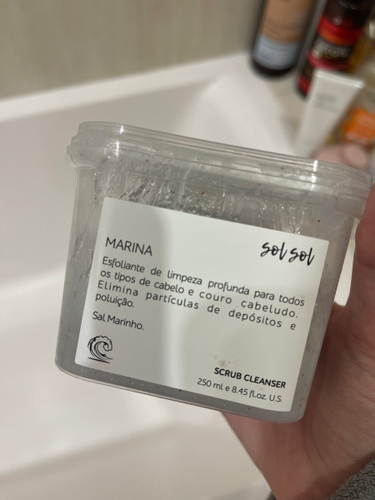 MARINA
sol sol
Esfoliante de limpeza profunda para todos
os tipos de cabelo e couro cabeludo.
Elimina partículas de depósitos e
poluição.
Sal Marinho.
SCRUB CLEANSER
250 ml e 8.45 fl.oz. U.S.